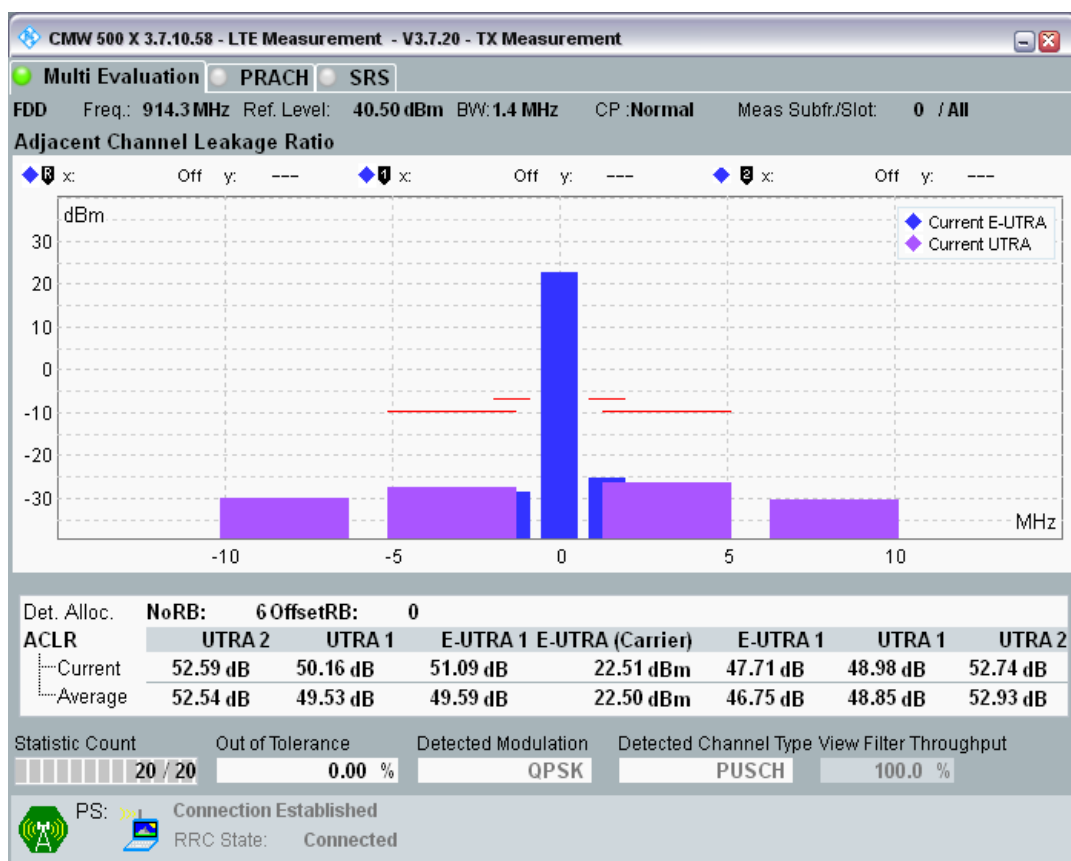 CMW 500 X 3.7.10.58 - LTE Measurement - V3.7.20 - TX Measurement
Multi Evaluation PRACH SRS
FDD Freq.: 914.3 MHz Ref. Level: 40.50 dBm BW: 1.4 MHz CP :Normal Meas Subfr./Slot: 0 / All
Adjacent Channel Leakage Ratio
R x: Off y: --- 1 x: Off y: --- 2 x: Off y: ---
dBm
Current E-UTRA
Current UTRA
30
20
10
0
-10
-20
-30
MHz
-10 -5 0 5 10
Det. Alloc. NoRB: 6 OffsetRB: 0
ACLR UTRA 2 UTRA 1 E-UTRA 1 E-UTRA (Carrier) E-UTRA 1 UTRA 1 UTRA 2
Current 52.59 dB 50.16 dB 51.09 dB 22.51 dBm 47.71 dB 48.98 dB 52.74 dB
Average 52.54 dB 49.53 dB 49.59 dB 22.50 dBm 46.75 dB 48.85 dB 52.93 dB
Statistic Count Out of Tolerance Detected Modulation Detected Channel Type View Filter Throughput
20 / 20 0.00 % QPSK PUSCH 100.0 %
PS: Connection Established
RRC State: Connected